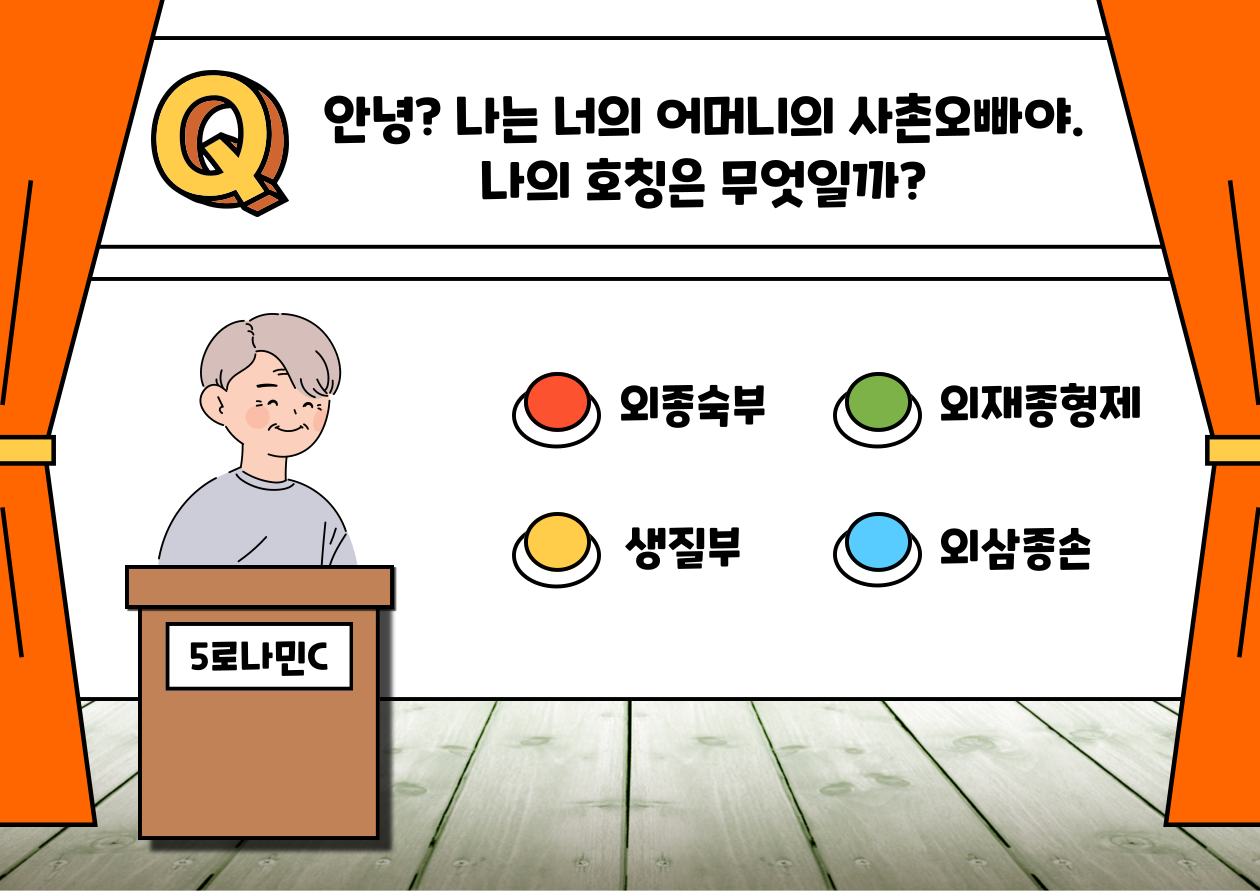 Q
안녕? 나는 너의 어머니의 사촌오빠야.
나의 호칭은 무엇일까?
외종숙부
외재종형제
생질부
외삼종손
5로나민C